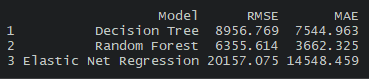 Model RMSE MAE
1 Decision Tree 8956.769 7544.963
2 Random Forest 6355.614 3662.325
3 Elastic Net Regression 20157.075 14548.459